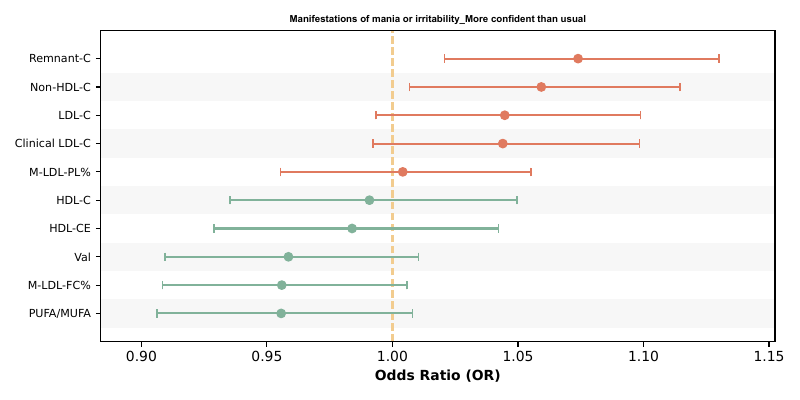 Manifestations of mania or irritability_More confident than usual
Remnant-C
Non-HDL-C
LDL-C
Clinical LDL-C
M-LDL-PL%
HDL-C
HDL-CE
Val
M-LDL-FC%
PUFA/MUFA
0.90 0.95 1.00 1.05 1.10 1.15
Odds Ratio (OR)